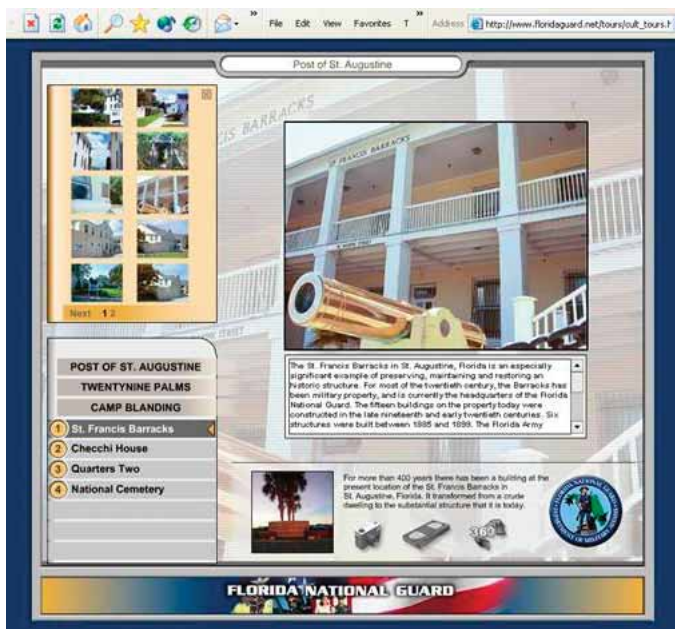 » File Edit View Favorites T » Address http://www.floridaguard.net/tours/cult_tours.h
Post of St. Augustine
IS BARRACKS
ST FRANCIS BARRACKS
Next 1 2
POST OF ST. AUGUSTINE
TWENTYNINE PALMS
CAMP BLANDING
1 St. Francis Barracks
2 Checchi House
3 Quarters Two
4 National Cemetery
The St. Francis Barracks in St. Augustine, Florida is an especially
significant example of preserving, maintaining and restoring an
historic structure. For most of the twentieth century, the Barracks has
been military property, and is currently the headquarters of the Florida
National Guard. The fifteen buildings on the property today were
constructed in the late nineteenth and early twentieth centuries. Six
structures were built between 1885 and 1899. The Florida Army
For more than 400 years there has been a building at the
present location of the St. Francis Barracks in
St. Augustine, Florida. It transformed from a crude
dwelling to the substantial structure that it is today.
360
FLORIDA NATIONAL GUARD